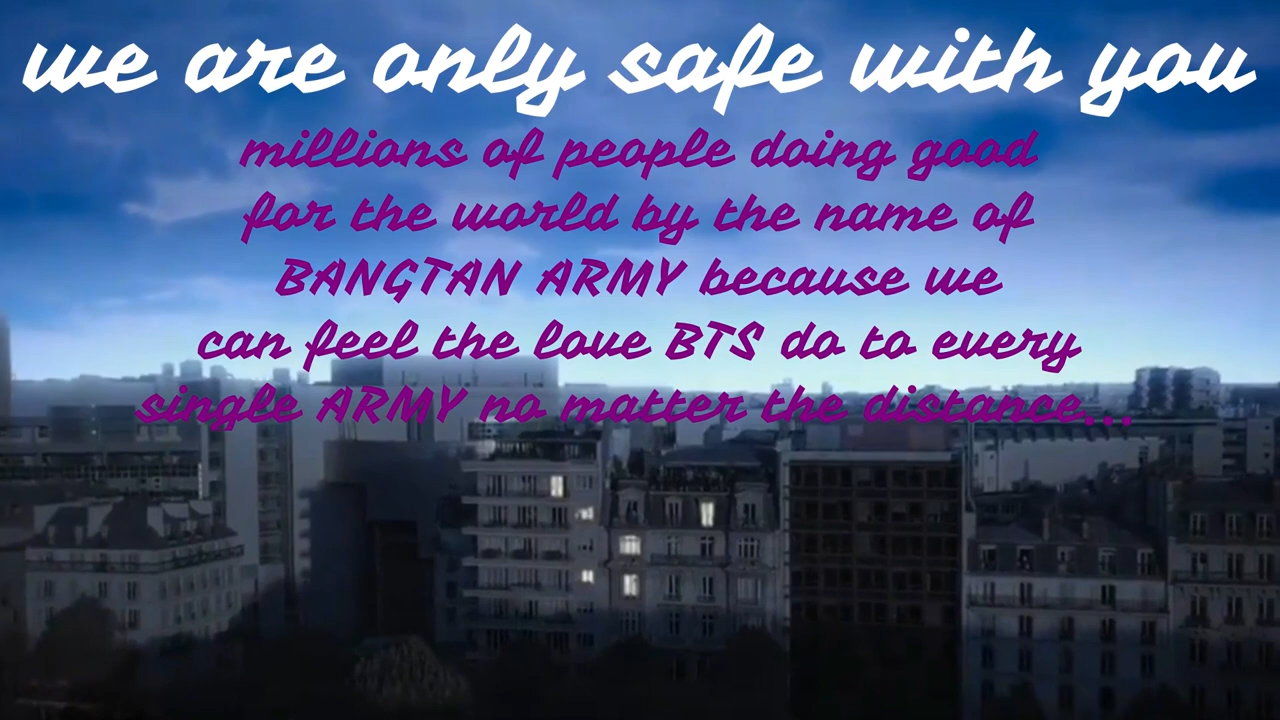 we are only safe with you
millions of people doing good
for the world by the name of
BANGTAN ARMY because we
can feel the love BTS do to every
single ARMY no matter the distance...